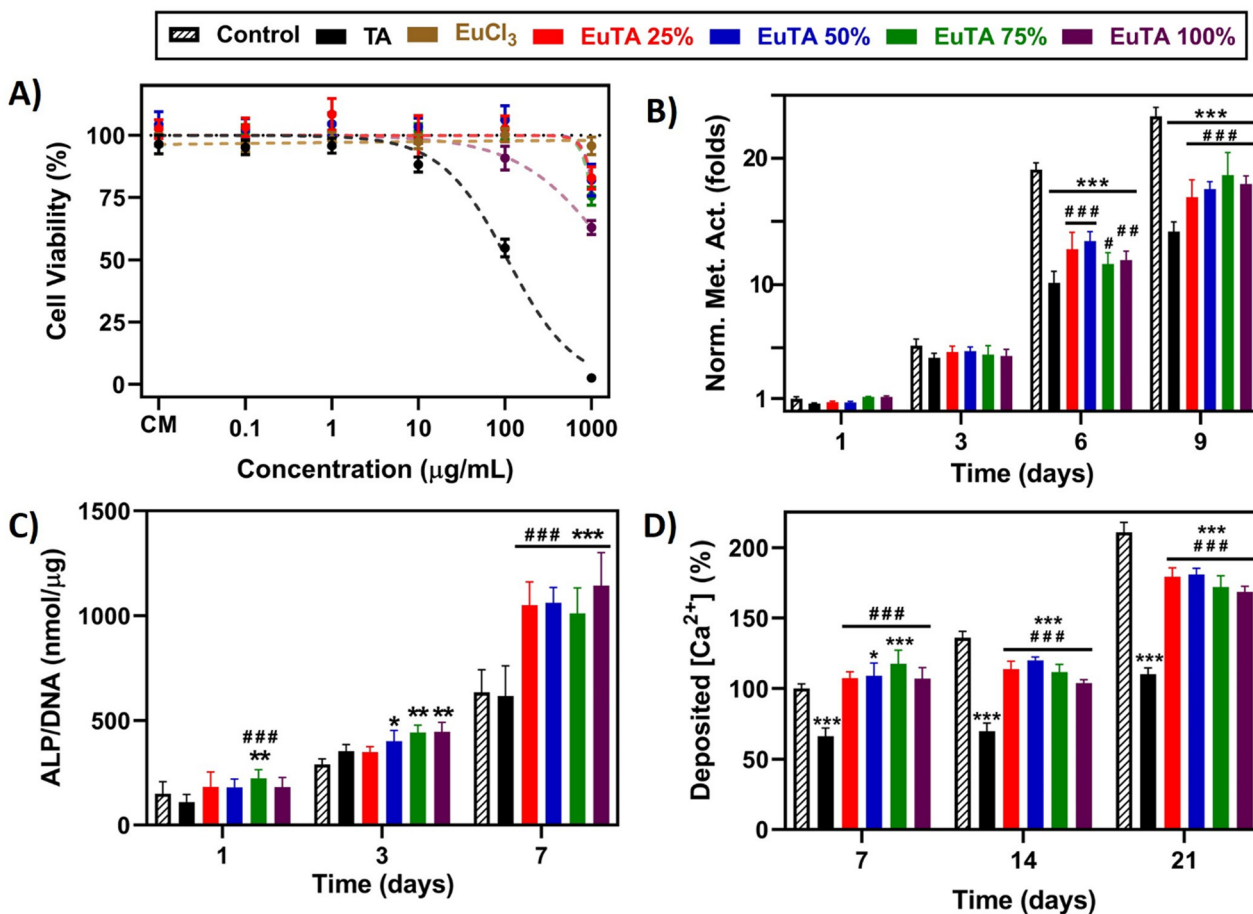 Control TA EuCl3 EuTA 25% EuTA 50% EuTA 75% EuTA 100%
A)
Cell Viability (%)
100
75
50
25
0
CM 0.1 1 10 100 1000
Concentration (μg/mL)
B)
Norm. Met. Act. (folds)
20
10
1
***
###
***
###
# ##
1 3 6 9
Time (days)
C)
ALP/DNA (nmol/μg)
1500
1000
500
0
### ***
###
**
* ** **
1 3 7
Time (days)
D)
Deposited [Ca2+] (%)
200
150
100
50
0
***
###
***
###
###
* ***
*** *** ***
7 14 21
Time (days)